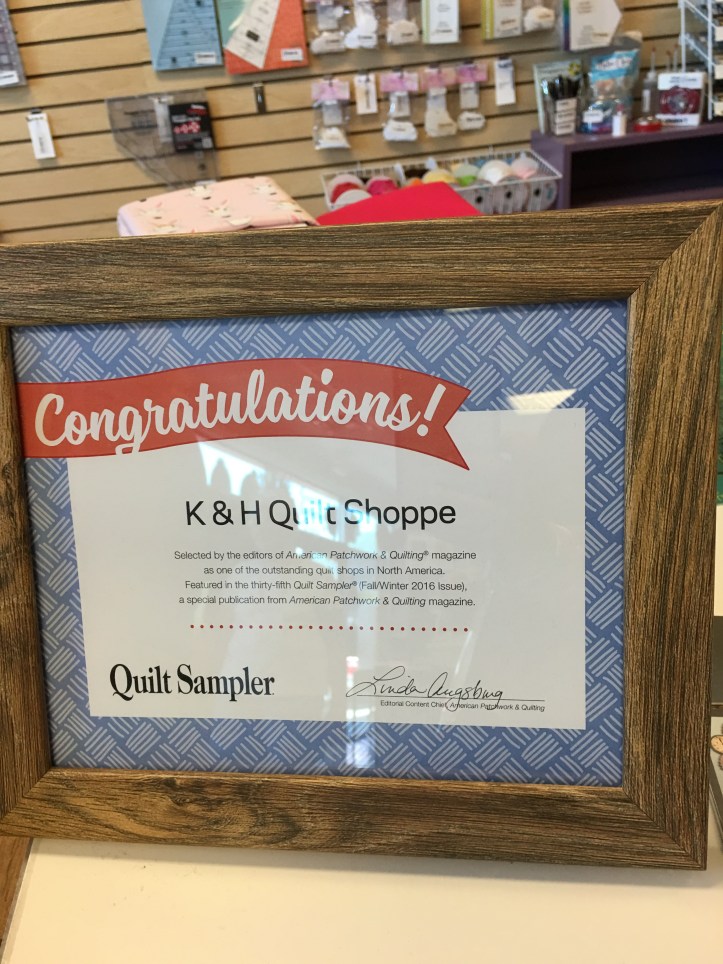 Congratulations!
K & H Quilt Shoppe
Selected by the editors of American Patchwork & Quilting® magazine
as one of the outstanding quilt shops in North America.
Featured in the thirty-fifth Quilt Sampler® (Fall/Winter 2016 Issue),
a special publication from American Patchwork & Quilting magazine.
Quilt Sampler
Linda Augsburg
Editorial Content Chief, American Patchwork & Quilting